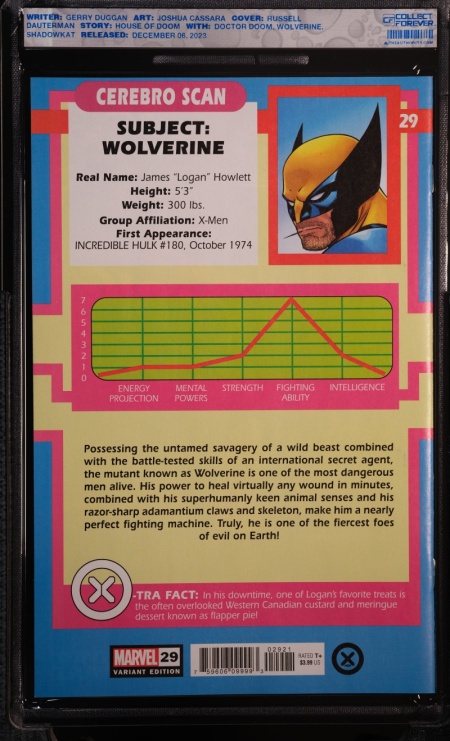 WRITER: GERRY DUGGAN ART: JOSHUA CASSARA COVER: RUSSELL
DAUTERMAN STORY: HOUSE OF DOOM WITH: DOCTOR DOOM, WOLVERINE,
SHADOWKAT RELEASED: DECEMBER 06, 2023
CF COLLECT
FOREVER
CEREBRO SCAN
SUBJECT:
WOLVERINE
Real Name: James "Logan" Howlett
Height: 5'3"
Weight: 300 lbs.
Group Affiliation: X-Men
First Appearance:
INCREDIBLE HULK #180, October 1974
29
7
6
5
4
3
2
1
0
ENERGY
PROJECTION
MENTAL
POWERS
STRENGTH
FIGHTING
ABILITY
INTELLIGENCE
Possessing the untamed savagery of a wild beast combined
with the battle-tested skills of an international secret agent,
the mutant known as Wolverine is one of the most dangerous
men alive. His power to heal virtually any wound in minutes,
combined with his superhumanly keen animal senses and his
razor-sharp adamantium claws and skeleton, make him a nearly
perfect fighting machine. Truly, he is one of the fiercest foes
of evil on Earth!
X-TRA FACT: In his downtime, one of Logan's favorite treats is
the often overlooked Western Canadian custard and meringue
dessert known as flapper pie!
MARVEL 29
VARIANT EDITION
02921
7 59606 09999 3
RATED T+
$3.99 US
X